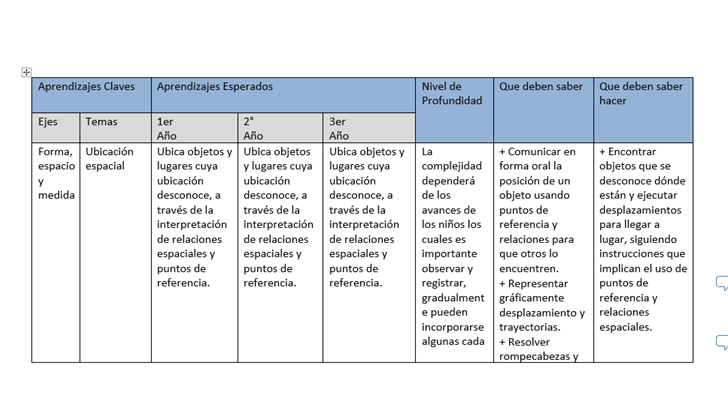 Aprendizajes Claves
Aprendizajes Esperados
Nivel de
Profundidad
Que deben saber
Que deben saber
hacer
Ejes
Temas
1er
Año
2°
Año
3er
Año
Forma,
espacio
y
medida
Ubicación
espacial
Ubica objetos y
lugares cuya
ubicación
desconoce, a
través de la
interpretación
de relaciones
espaciales y
puntos de
referencia.
Ubica objetos
y lugares cuya
ubicación
desconoce, a
través de la
interpretación
de relaciones
espaciales y
puntos de
referencia.
Ubica objetos y
lugares cuya
ubicación
desconoce, a
través de la
interpretación
de relaciones
espaciales y
puntos de
referencia.
La
complejidad
dependerá
de los
avances de
los niños los
cuales es
importante
observar y
registrar,
gradualment
e pueden
incorporarse
algunas cada
+ Comunicar en
forma oral la
posición de un
objeto usando
puntos de
referencia y
relaciones para
que otros lo
encuentren.
+ Representar
gráficamente
desplazamiento y
trayectorias.
+ Resolver
rompecabezas y
+ Encontrar
objetos que se
desconoce dónde
están y ejecutar
desplazamientos
para llegar a
lugar, siguiendo
instrucciones que
implican el uso de
puntos de
referencia y
relaciones
espaciales.